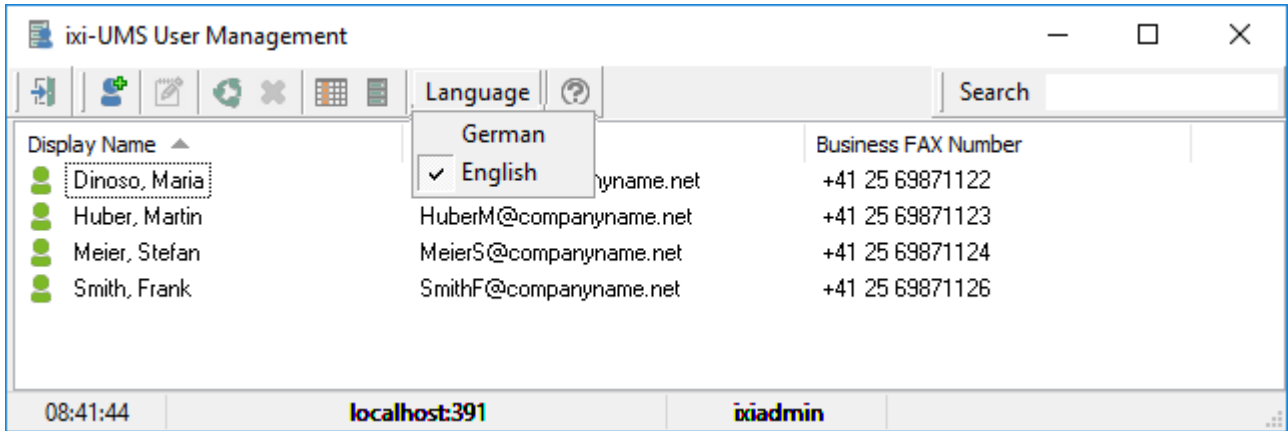 ixi-UMS User Management
Language
Search
German
English
Display Name
Business FAX Number
Dinoso, Maria yname.net +41 25 69871122
Huber, Martin HuberM@companyname.net +41 25 69871123
Meier, Stefan MeierS@companyname.net +41 25 69871124
Smith, Frank SmithF@companyname.net +41 25 69871126
08:41:44 localhost:391 ixiadmin